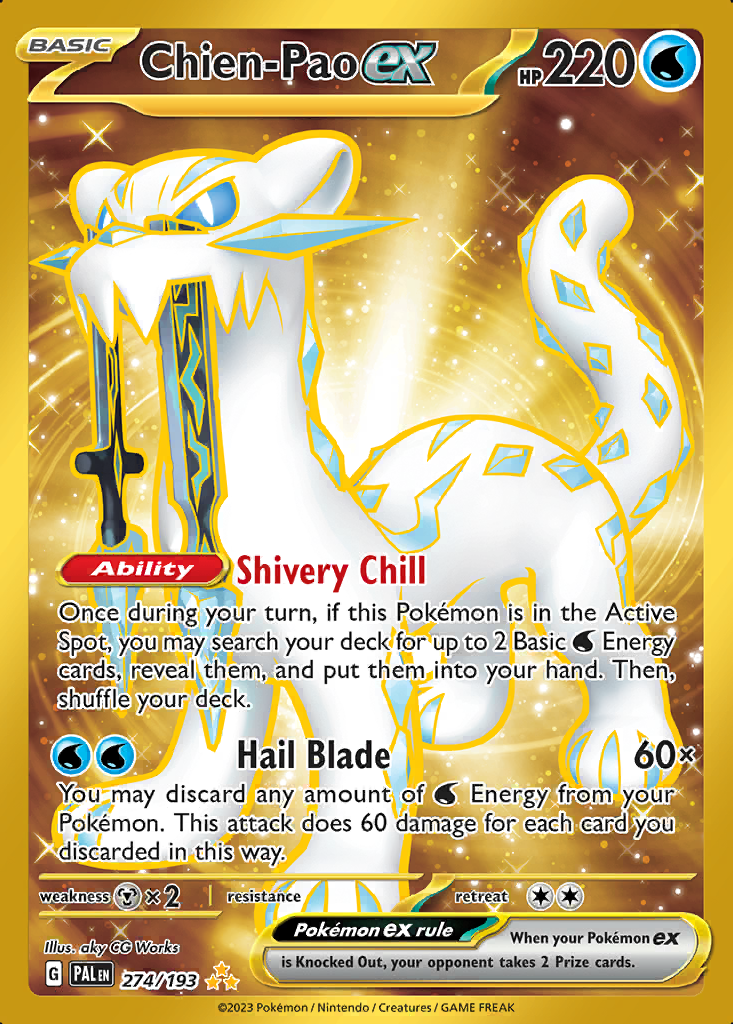 BASIC
Chien-Pao ex
HP 220
Ability Shivery Chill
Once during your turn, if this Pokémon is in the Active
Spot, you may search your deck for up to 2 Basic Energy
cards, reveal them, and put them into your hand. Then,
shuffle your deck.
Hail Blade 60×
You may discard any amount of Energy from your
Pokémon. This attack does 60 damage for each card you
discarded in this way.
weakness ×2 resistance retreat
Pokémon ex rule
When your Pokémon ex
is Knocked Out, your opponent takes 2 Prize cards.
Illus. aky CG Works
G PAL EN 274/193
©2023 Pokémon / Nintendo / Creatures / GAME FREAK